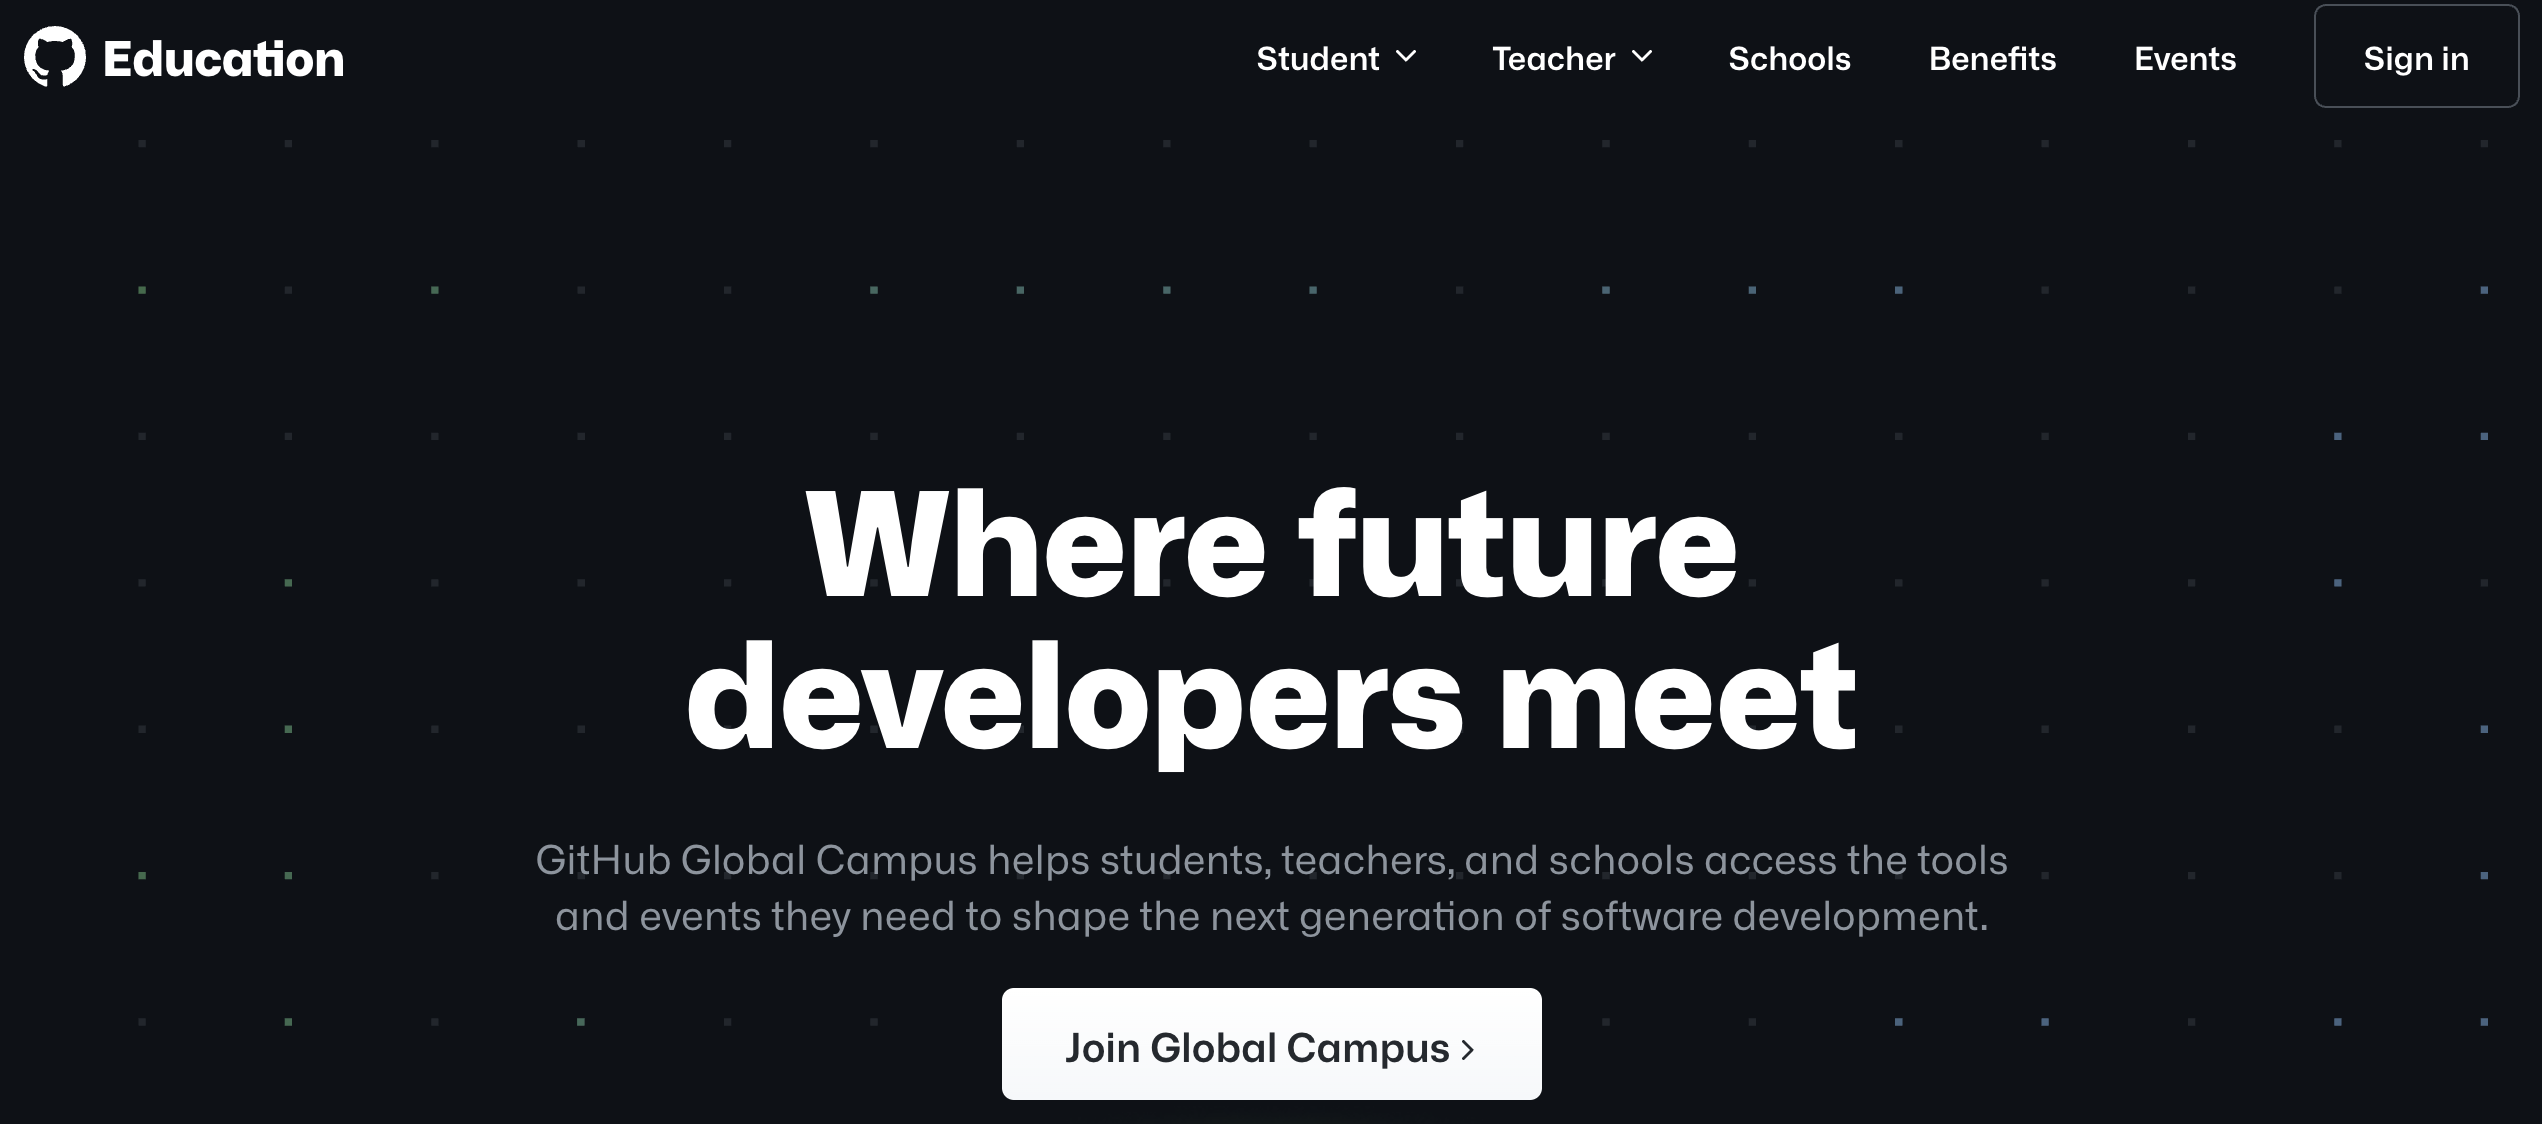 Education
Student
Teacher
Schools
Benefits
Events
Sign in
Where future
developers meet
GitHub Global Campus helps students, teachers, and schools access the tools
and events they need to shape the next generation of software development.
Join Global Campus